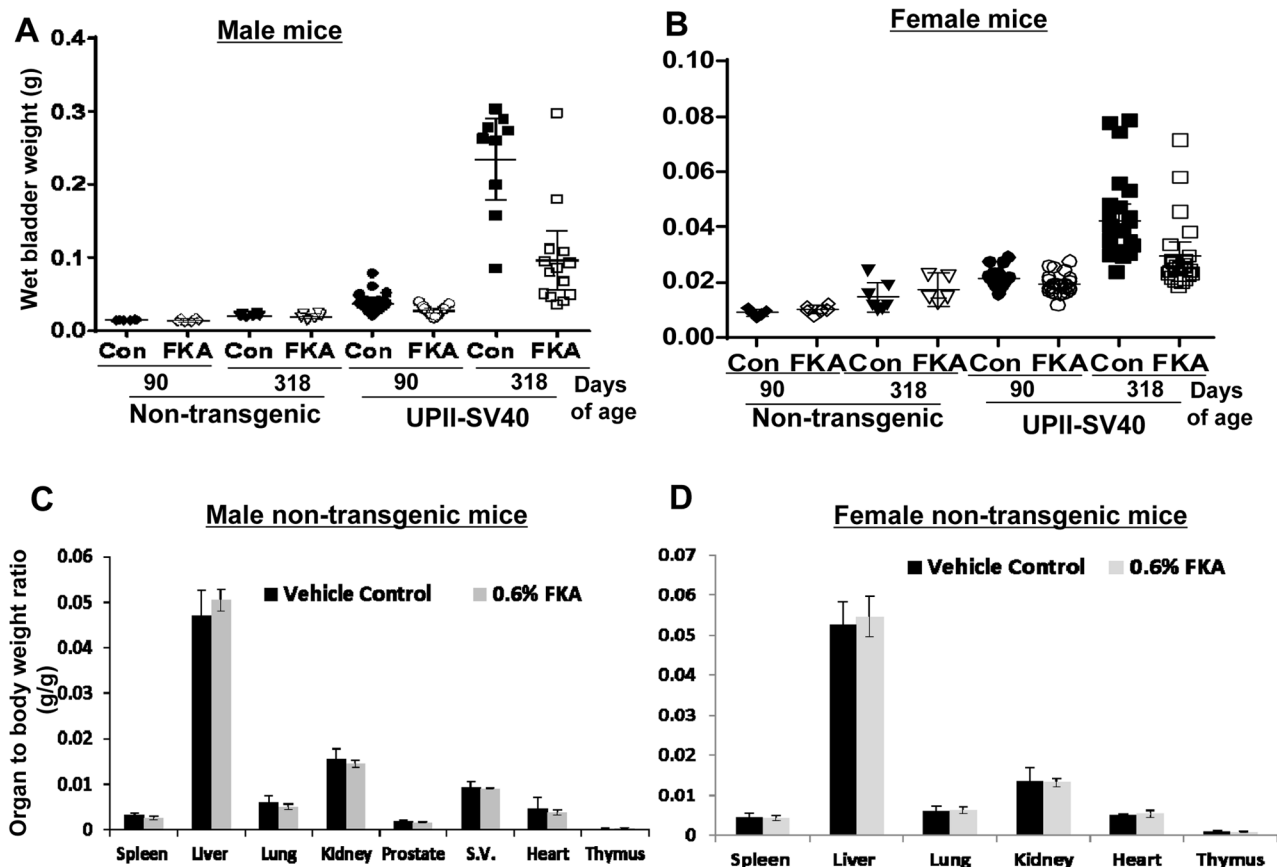 A
Male mice
Wet bladder weight (g)
0.4
0.3
0.2
0.1
0.0
Con FKA Con FKA Con FKA Con FKA
90 318 90 318 Days
Non-transgenic UPII-SV40 of age
B
Female mice
0.10
0.08
0.06
0.04
0.02
0.00
Con FKA Con FKA Con FKA Con FKA
90 318 90 318 Days
Non-transgenic UPII-SV40 of age
C
Male non-transgenic mice
Organ to body weight ratio
(g/g)
0.06
0.05
0.04
0.03
0.02
0.01
0
Vehicle Control 0.6% FKA
Spleen Liver Lung Kidney Prostate S.V. Heart Thymus
D
Female non-transgenic mice
0.07
0.06
0.05
0.04
0.03
0.02
0.01
0
Vehicle Control 0.6% FKA
Spleen Liver Lung Kidney Heart Thymus